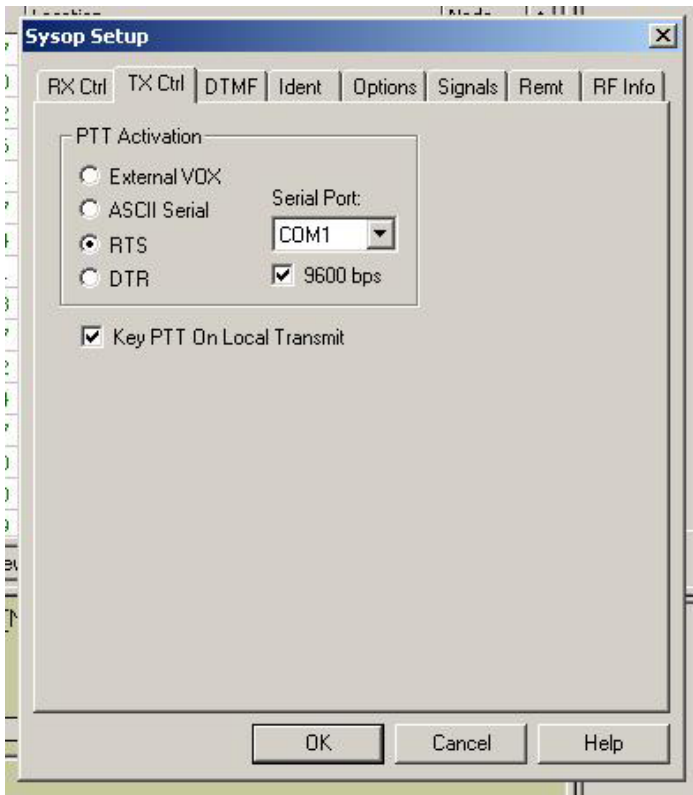 Sysop Setup
RX Ctrl TX Ctrl DTMF Ident Options Signals Remt RF Info
PTT Activation
External VOX
ASCII Serial
RTS
DTR
Serial Port:
COM1
9600 bps
Key PTT On Local Transmit
OK Cancel Help